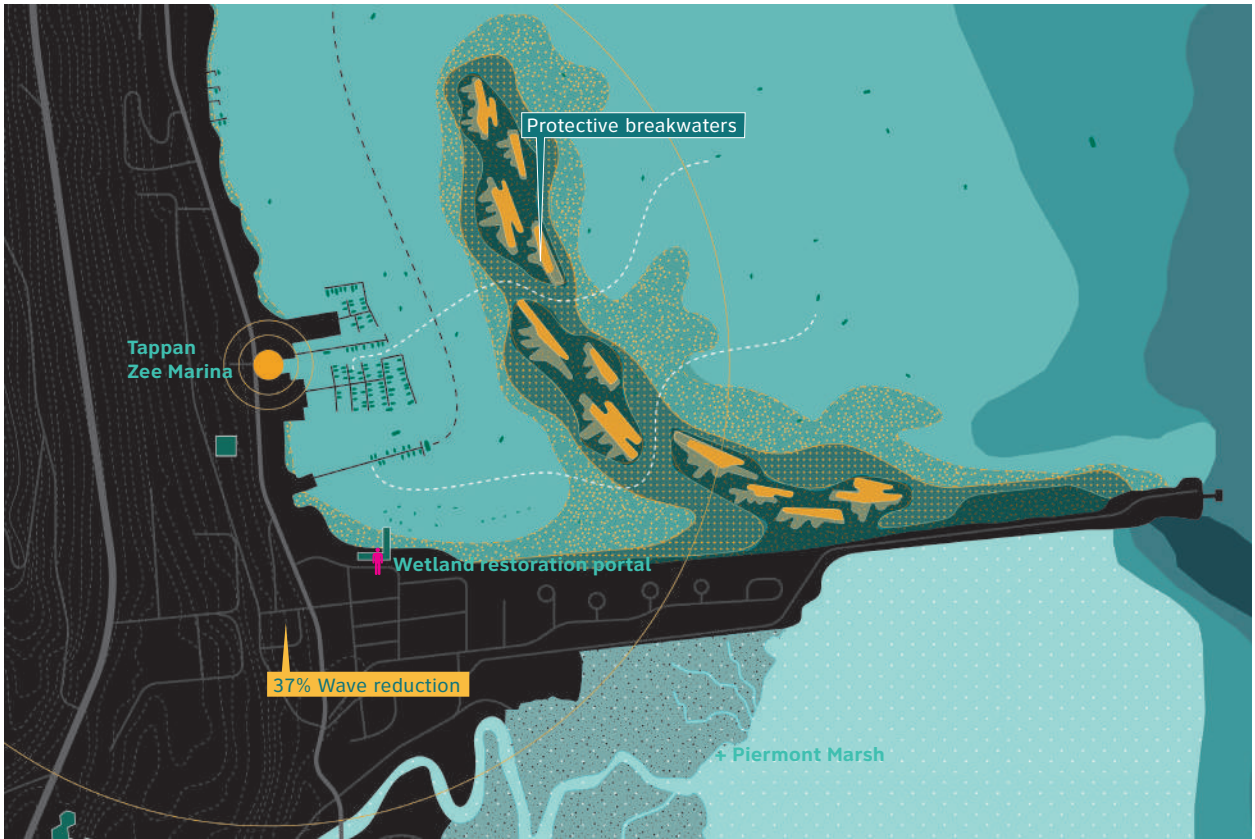 Protective breakwaters
Tappan
Zee Marina
Wetland restoration portal
37% Wave reduction
+ Piermont Marsh